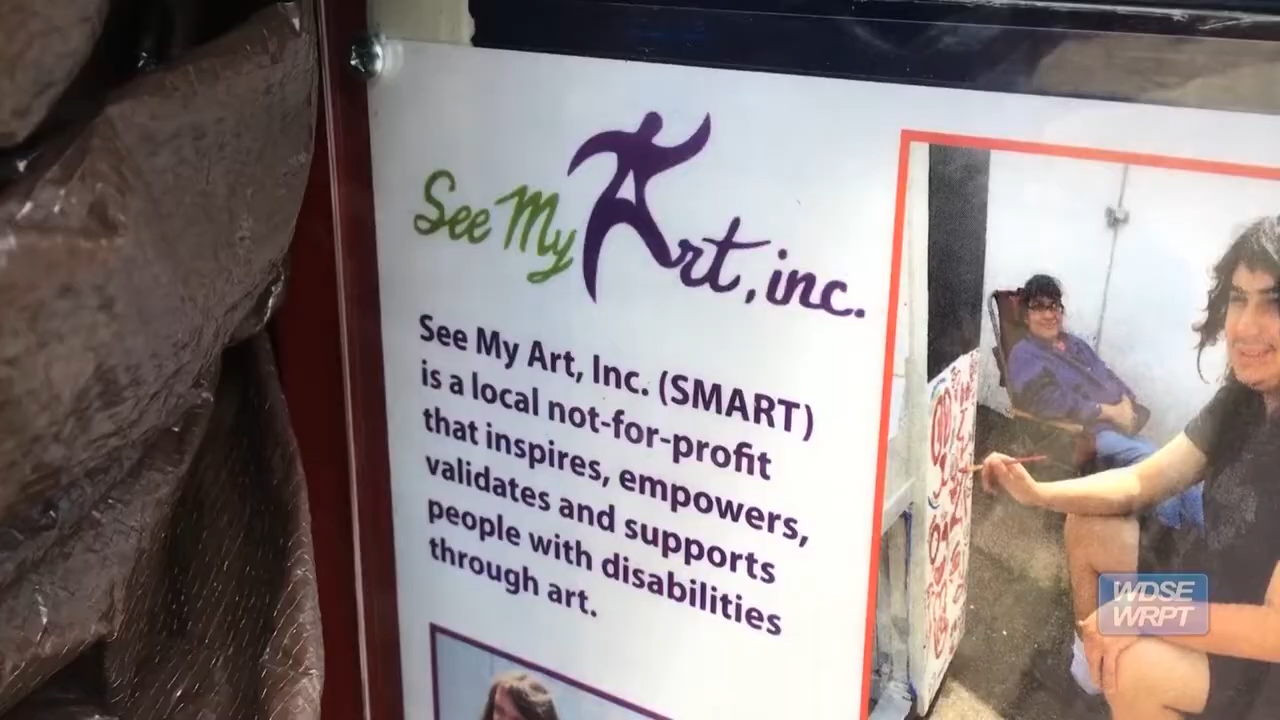 See My Art, inc.
See My Art, Inc. (SMART)
is a local not-for-profit
that inspires, empowers,
validates and supports
people with disabilities
through art.
WDSE
WRPT